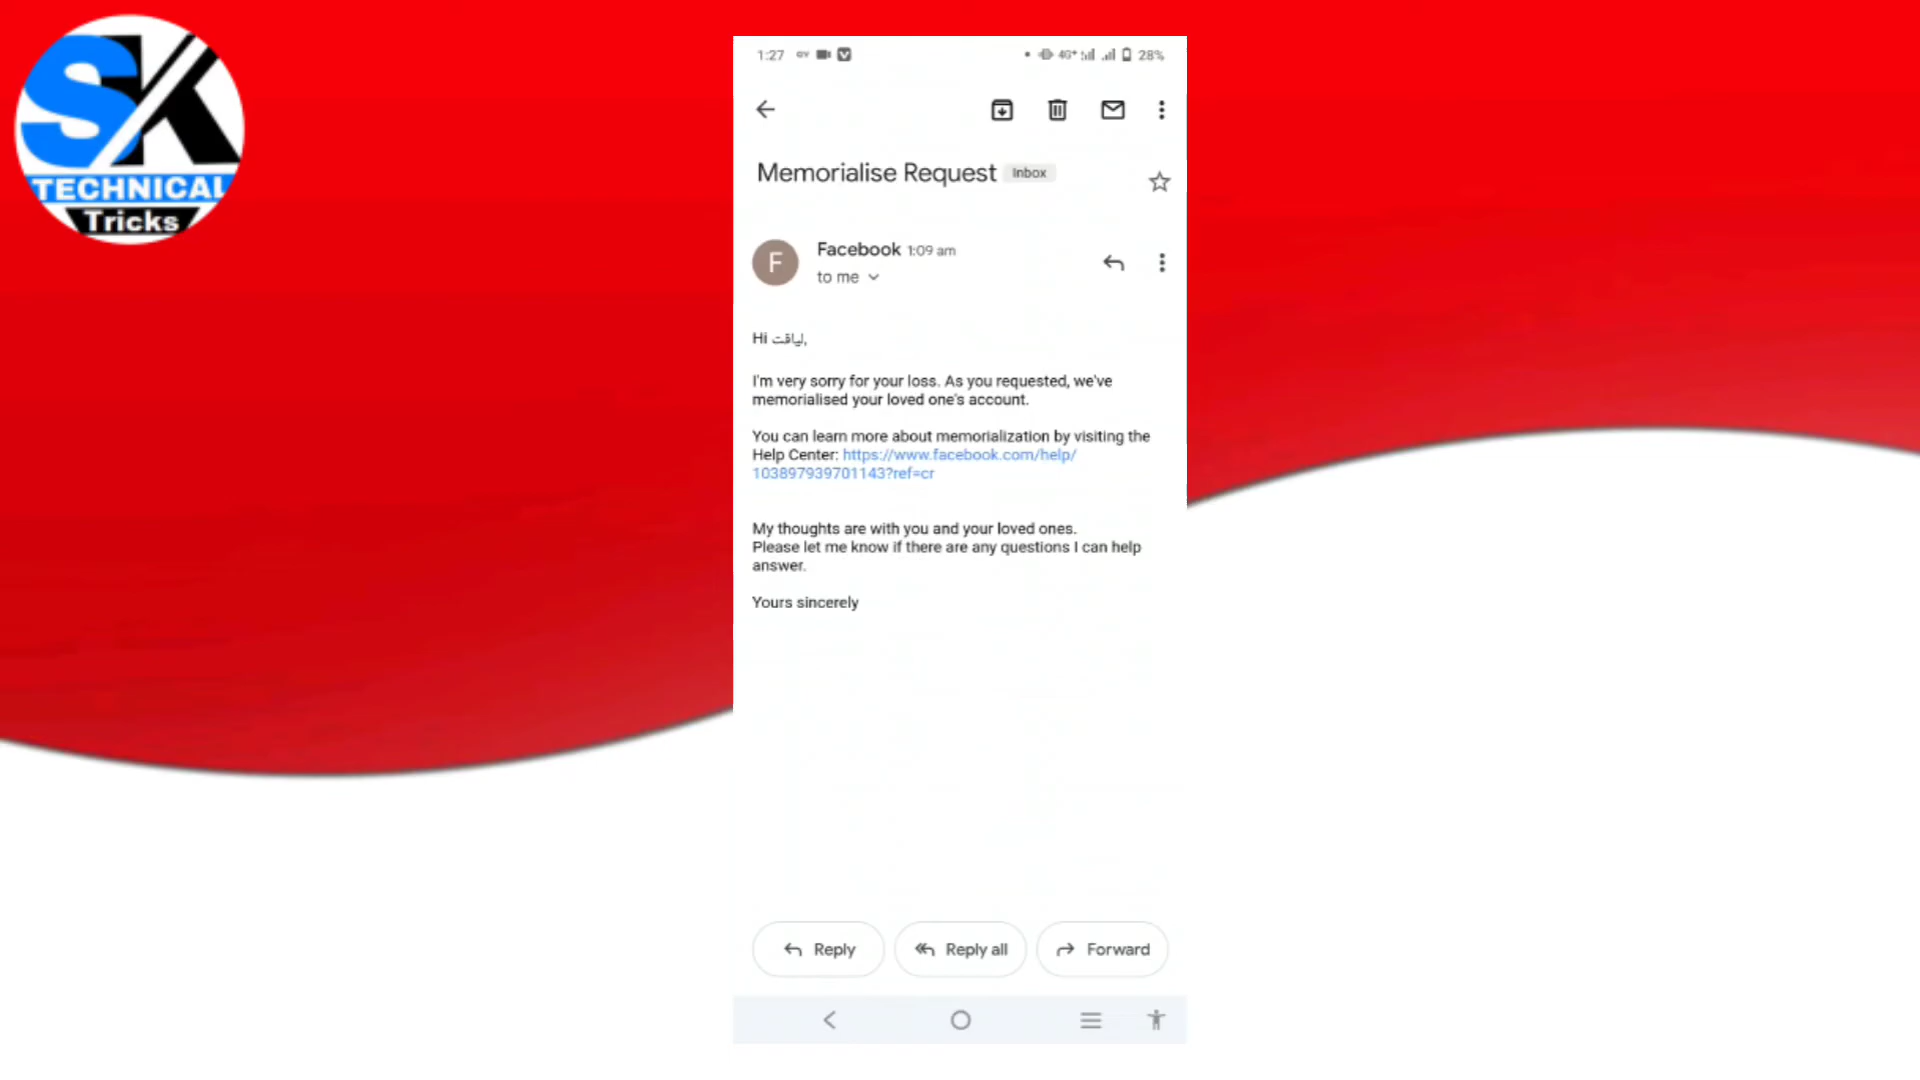 SK
TECHNICAL
Tricks
1:27
4G+
28%
Memorialise Request Inbox
F
Facebook 1:09 am
to me
Hi لیاقت,
I'm very sorry for your loss. As you requested, we've
memorialised your loved one's account.
You can learn more about memorialization by visiting the
Help Center: https://www.facebook.com/help/
103897939701143?ref=cr
My thoughts are with you and your loved ones.
Please let me know if there are any questions I can help
answer.
Yours sincerely
Reply
Reply all
Forward